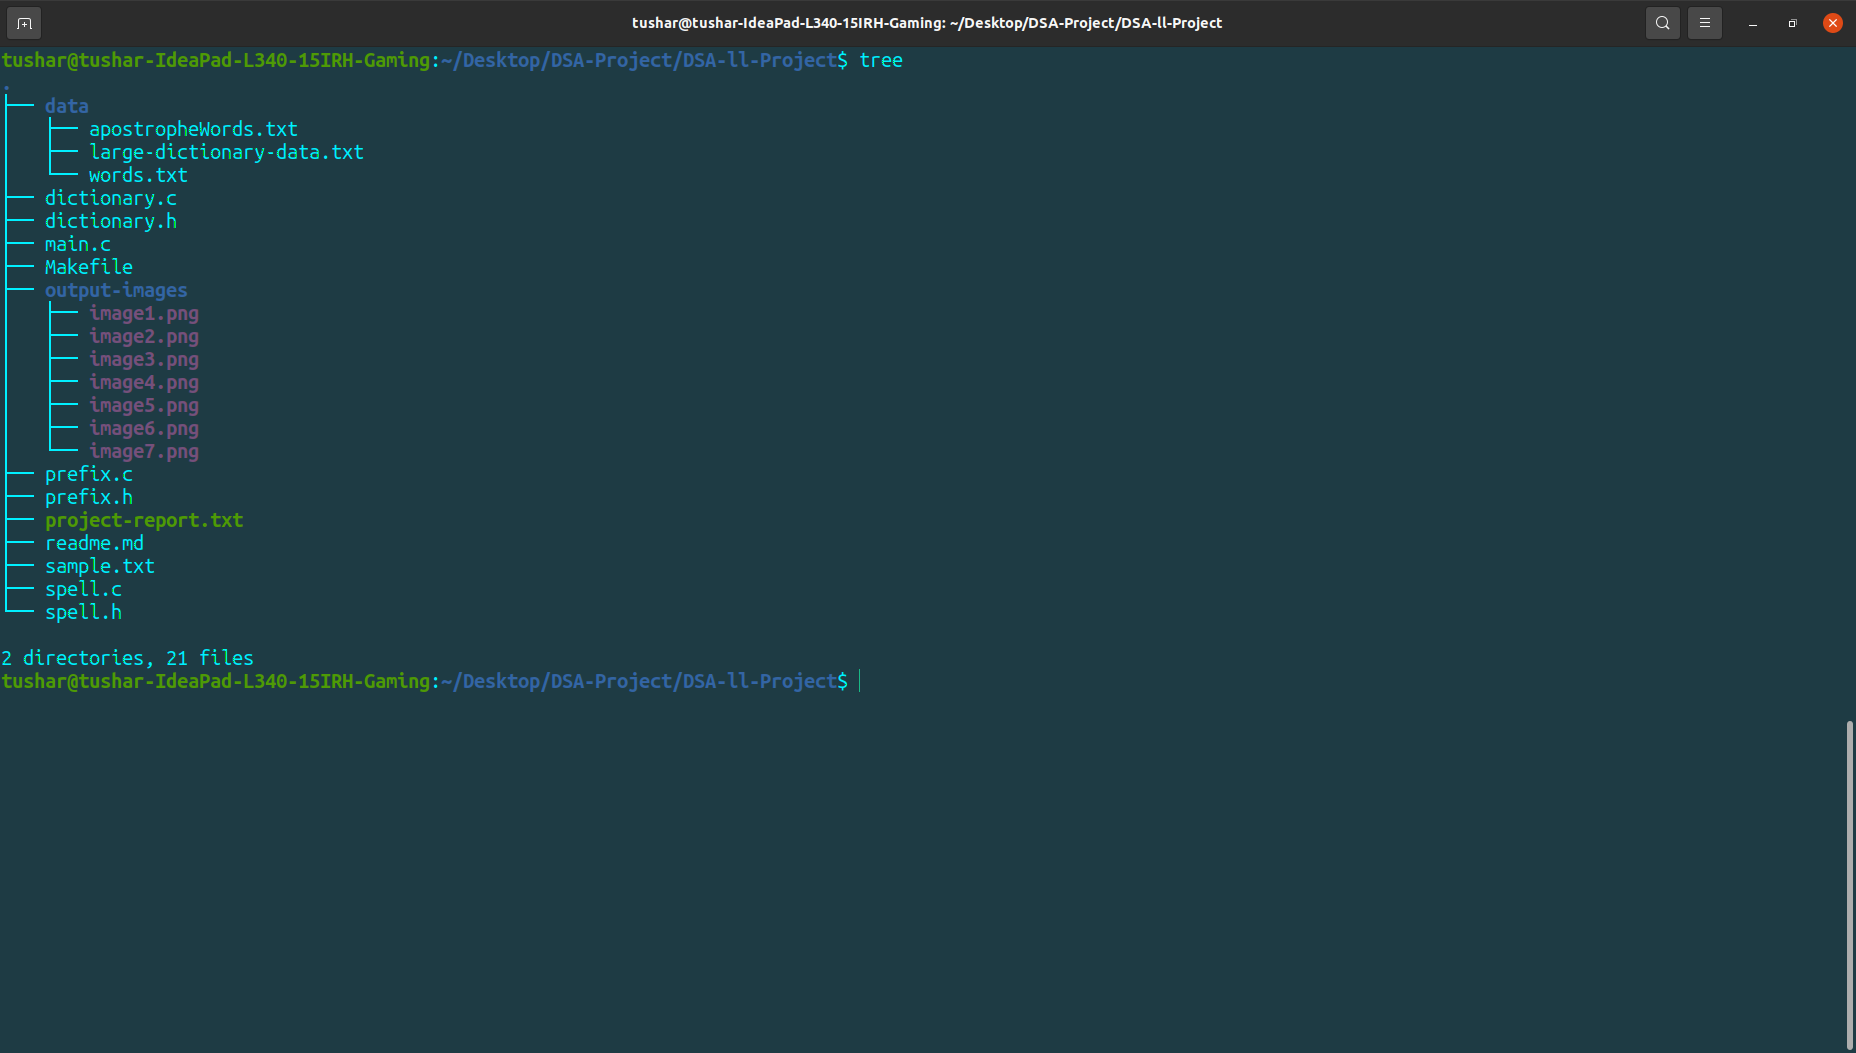 tushar@tushar-IdeaPad-L340-15IRH-Gaming: ~/Desktop/DSA-Project/DSA-ll-Project
tushar@tushar-IdeaPad-L340-15IRH-Gaming:~/Desktop/DSA-Project/DSA-ll-Project$ tree
.
├── data
│   ├── apostropheWords.txt
│   ├── large-dictionary-data.txt
│   └── words.txt
├── dictionary.c
├── dictionary.h
├── main.c
├── Makefile
├── output-images
│   ├── image1.png
│   ├── image2.png
│   ├── image3.png
│   ├── image4.png
│   ├── image5.png
│   ├── image6.png
│   └── image7.png
├── prefix.c
├── prefix.h
├── project-report.txt
├── readme.md
├── sample.txt
├── spell.c
└── spell.h
2 directories, 21 files
tushar@tushar-IdeaPad-L340-15IRH-Gaming:~/Desktop/DSA-Project/DSA-ll-Project$